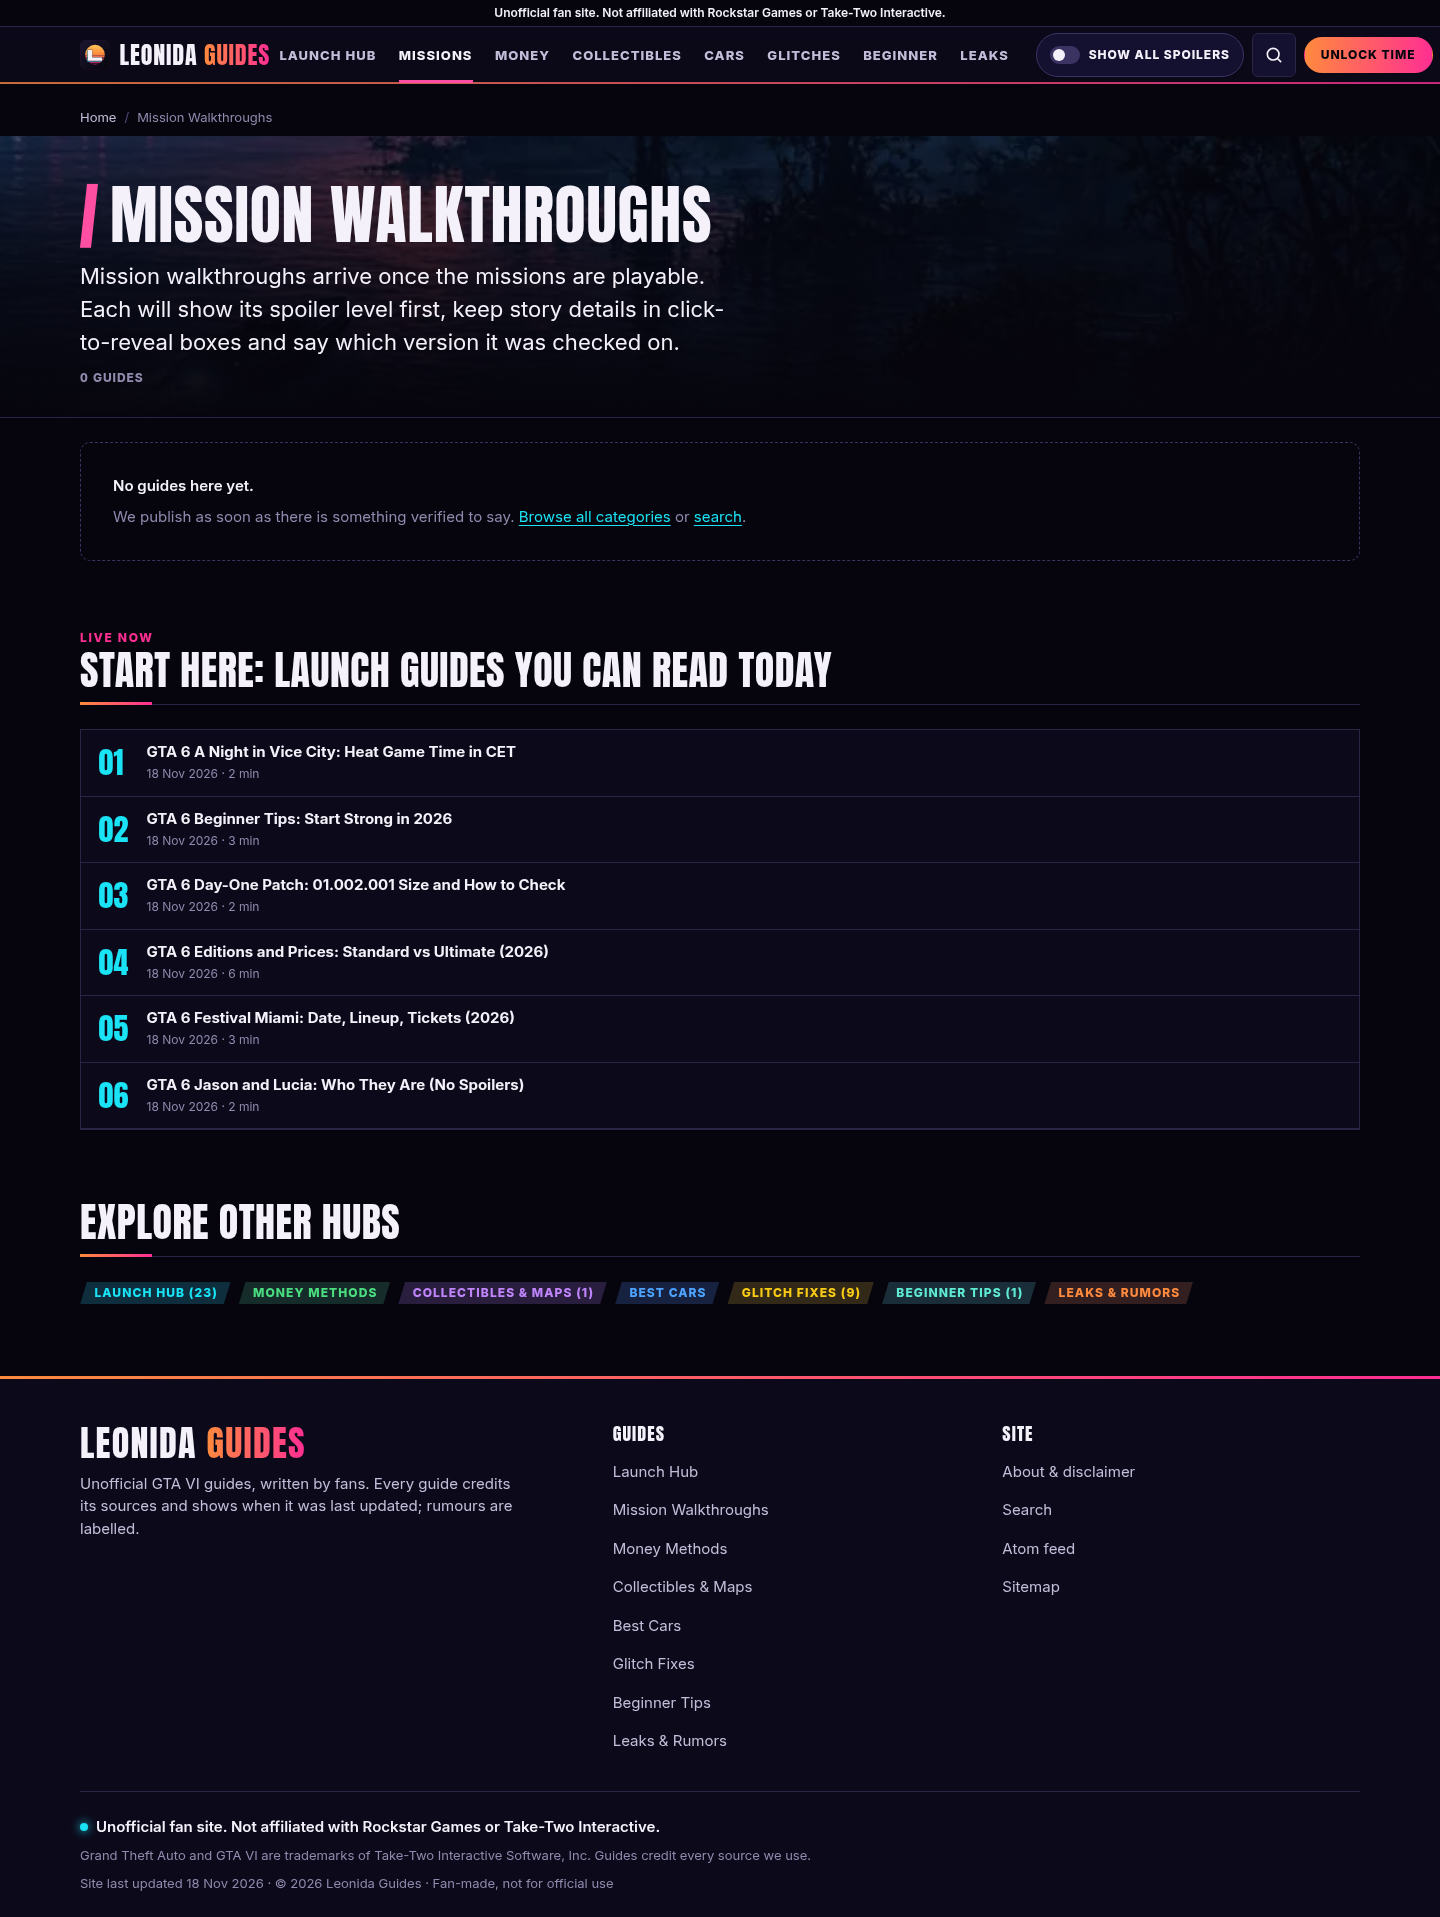 Unofficial fan site. Not affiliated with Rockstar Games or Take-Two Interactive.
LEONIDA GUIDES
LAUNCH HUB
MISSIONS
MONEY
COLLECTIBLES
CARS
GLITCHES
BEGINNER
LEAKS
SHOW ALL SPOILERS
UNLOCK TIME
Home / Mission Walkthroughs
MISSION WALKTHROUGHS
Mission walkthroughs arrive once the missions are playable.
Each will show its spoiler level first, keep story details in click-
to-reveal boxes and say which version it was checked on.
0 GUIDES
No guides here yet.
We publish as soon as there is something verified to say. Browse all categories or search.
LIVE NOW
START HERE: LAUNCH GUIDES YOU CAN READ TODAY
01
GTA 6 A Night in Vice City: Heat Game Time in CET
18 Nov 2026 · 2 min
02
GTA 6 Beginner Tips: Start Strong in 2026
18 Nov 2026 · 3 min
03
GTA 6 Day-One Patch: 01.002.001 Size and How to Check
18 Nov 2026 · 2 min
04
GTA 6 Editions and Prices: Standard vs Ultimate (2026)
18 Nov 2026 · 6 min
05
GTA 6 Festival Miami: Date, Lineup, Tickets (2026)
18 Nov 2026 · 3 min
06
GTA 6 Jason and Lucia: Who They Are (No Spoilers)
18 Nov 2026 · 2 min
EXPLORE OTHER HUBS
LAUNCH HUB (23)
MONEY METHODS
COLLECTIBLES & MAPS (1)
BEST CARS
GLITCH FIXES (9)
BEGINNER TIPS (1)
LEAKS & RUMORS
LEONIDA GUIDES
Unofficial GTA VI guides, written by fans. Every guide credits
its sources and shows when it was last updated; rumours are
labelled.
GUIDES
Launch Hub
Mission Walkthroughs
Money Methods
Collectibles & Maps
Best Cars
Glitch Fixes
Beginner Tips
Leaks & Rumors
SITE
About & disclaimer
Search
Atom feed
Sitemap
Unofficial fan site. Not affiliated with Rockstar Games or Take-Two Interactive.
Grand Theft Auto and GTA VI are trademarks of Take-Two Interactive Software, Inc. Guides credit every source we use.
Site last updated 18 Nov 2026 · © 2026 Leonida Guides · Fan-made, not for official use